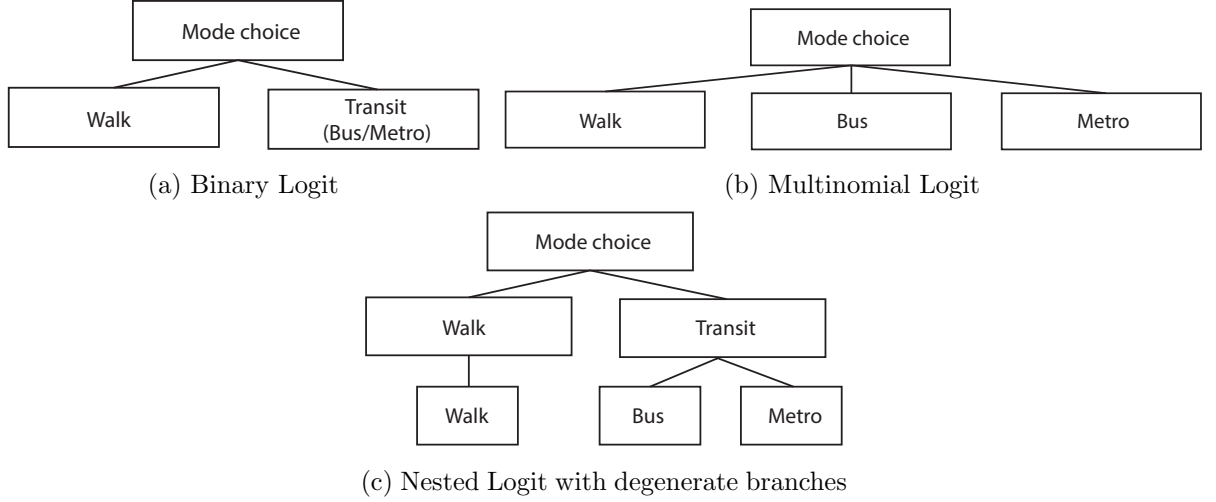 Mode choice
Walk
Transit
(Bus/Metro)
(a) Binary Logit
Mode choice
Walk
Bus
Metro
(b) Multinomial Logit
Mode choice
Walk
Transit
Walk
Bus
Metro
(c) Nested Logit with degenerate branches